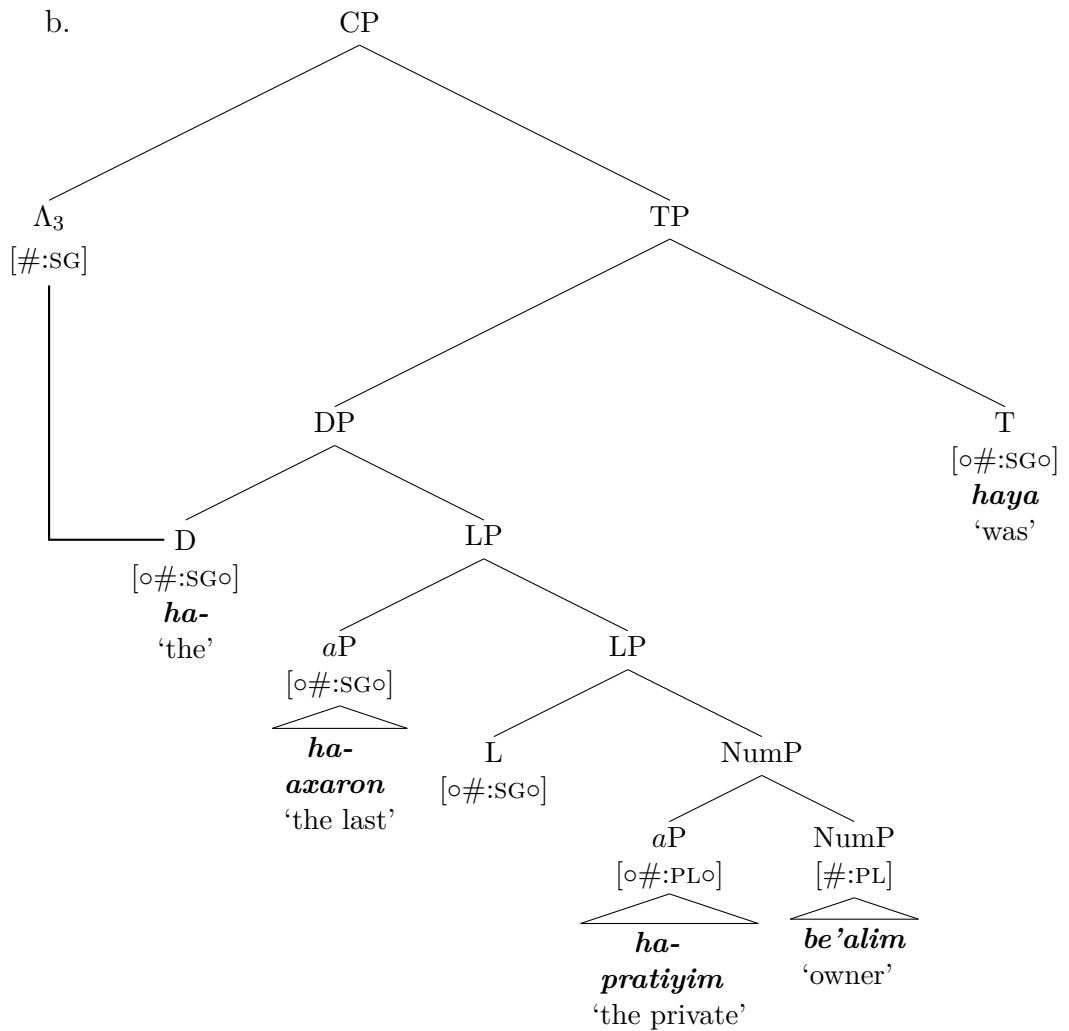 b.
CP
Λ₃
TP
[#:SG]
DP
T
[○#:SG○]
haya
‘was’
D
LP
[○#:SG○]
ha-
‘the’
aP
LP
[○#:SG○]
ha-
axaron
‘the last’
L
NumP
[○#:SG○]
aP
NumP
[○#:PL○]
[#:PL]
ha-
pratiyim
‘the private’
be’alim
‘owner’